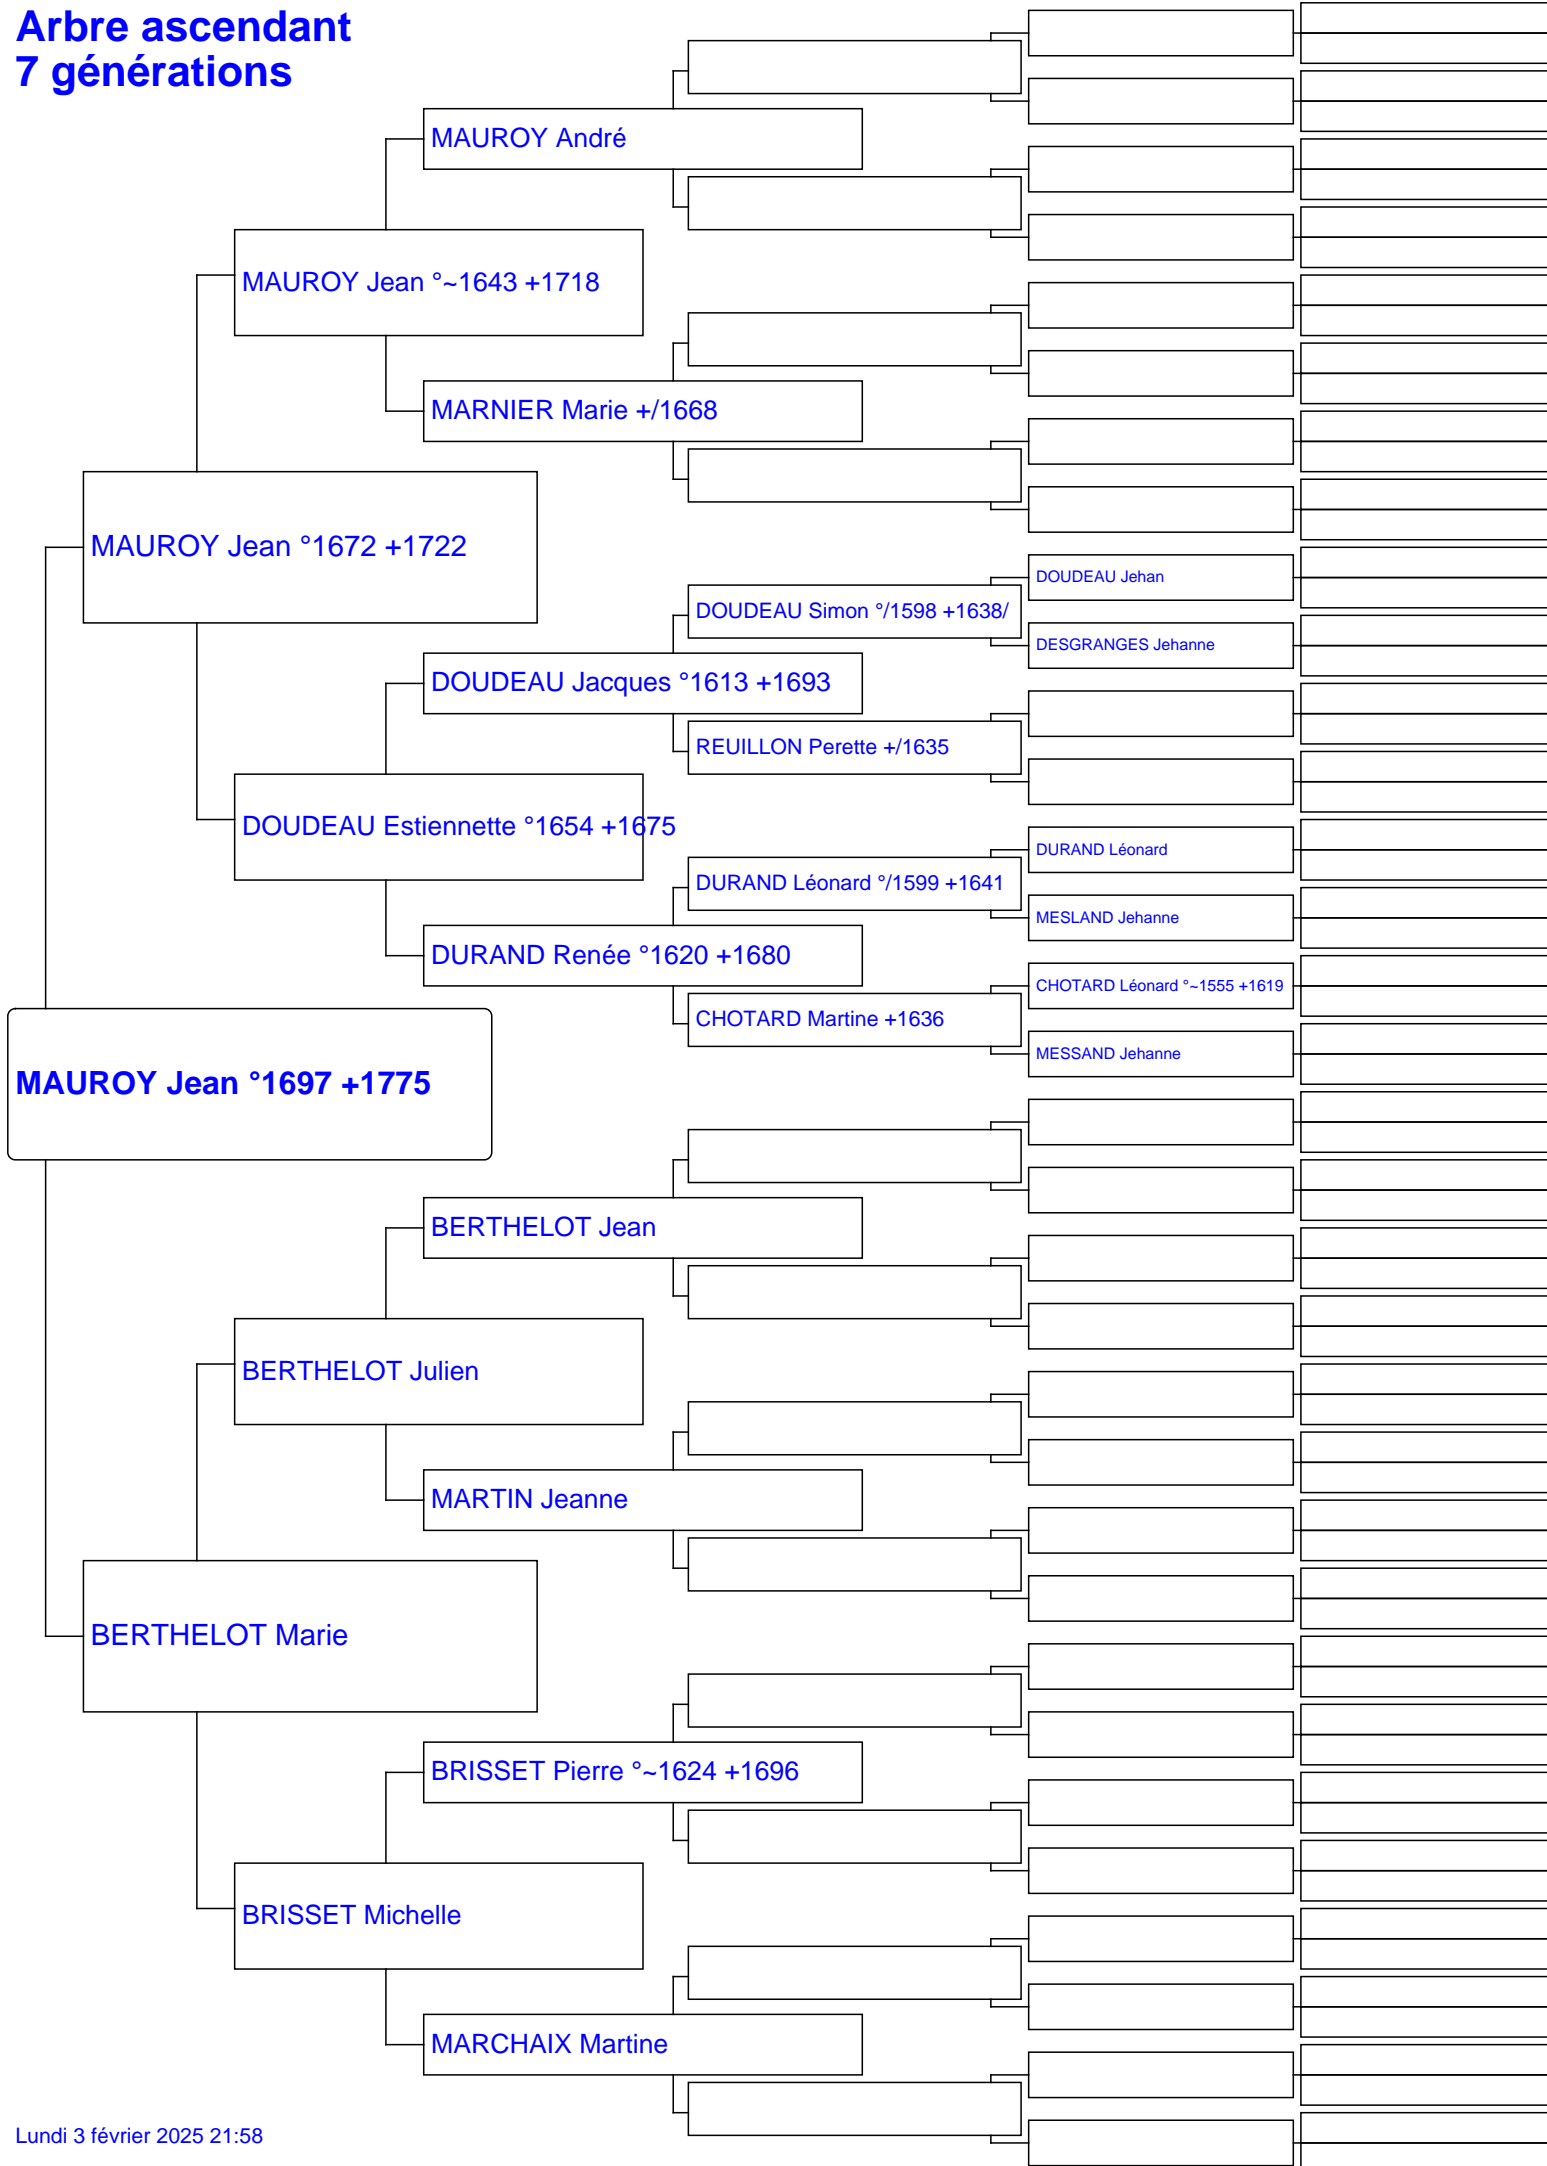 Arbre ascendant
7 générations
MAUROY André
MAUROY Jean °~1643 +1718
MARNIER Marie +/1668
MAUROY Jean °1672 +1722
DOUDEAU Jehan
DOUDEAU Simon °/1598 +1638/
DESGRANGES Jehanne
DOUDEAU Jacques °1613 +1693
REUILLON Perette +/1635
DOUDEAU Estiennette °1654 +1675
DURAND Léonard
DURAND Léonard °/1599 +1641
MESLAND Jehanne
DURAND Renée °1620 +1680
CHOTARD Léonard °~1555 +1619
CHOTARD Martine +1636
MESSAND Jehanne
MAUROY Jean °1697 +1775
BERTHELOT Jean
BERTHELOT Julien
MARTIN Jeanne
BERTHELOT Marie
BRISSET Pierre °~1624 +1696
BRISSET Michelle
MARCHAIX Martine
Lundi 3 février 2025 21:58